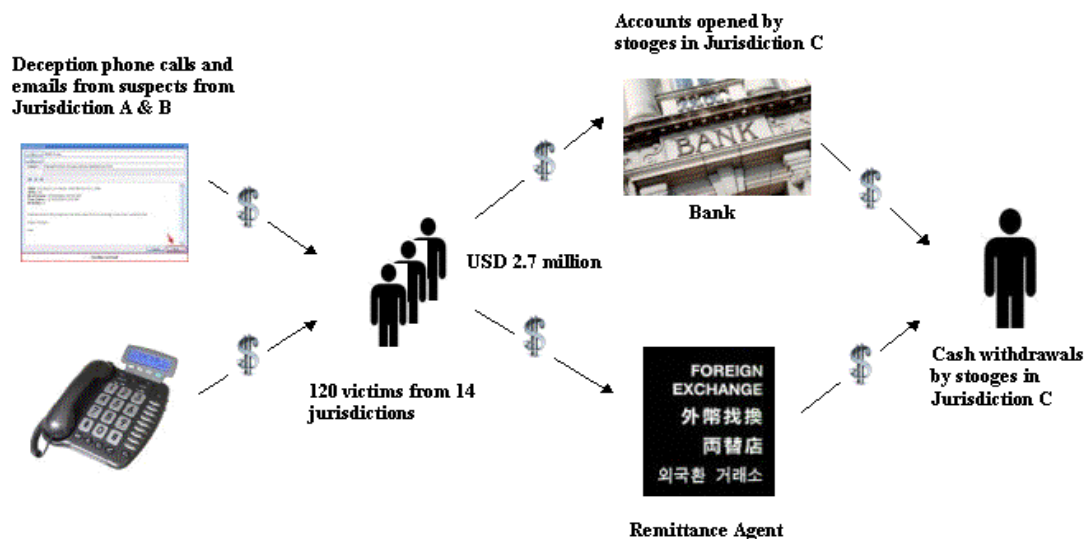 Deception phone calls and
emails from suspects from
Jurisdiction A & B
Accounts opened by
stooges in Jurisdiction C
BANK
Bank
USD 2.7 million
120 victims from 14
jurisdictions
FOREIGN
EXCHANGE
外幣找換
両替店
외국환 거래소
Remittance Agent
Cash withdrawals
by stooges in
Jurisdiction C